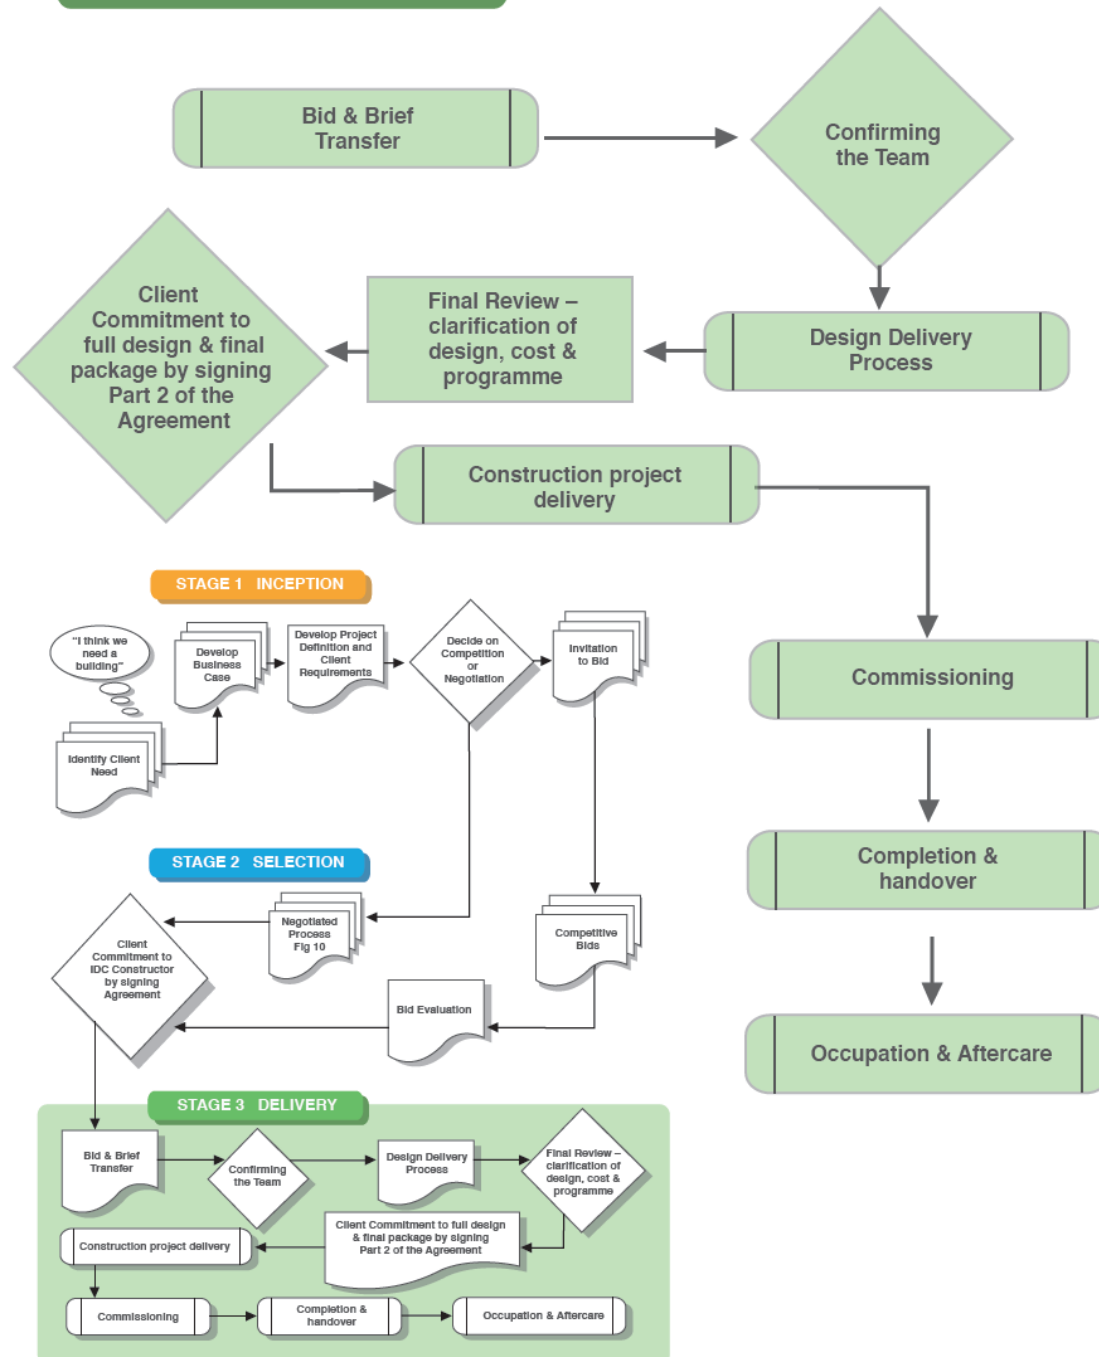 Bid & Brief
Transfer
Confirming
the Team
Client
Commitment to
full design & final
package by signing
Part 2 of the
Agreement
Final Review –
clarification of
design, cost &
programme
Design Delivery
Process
Construction project
delivery
Commissioning
Completion &
handover
Occupation & Aftercare
STAGE 1 INCEPTION
"I think we
need a
building"
Identify Client
Need
Develop
Business
Case
Develop Project
Definition and
Client
Requirements
Decide on
Competition
or
Negotiation
Invitation
to Bid
STAGE 2 SELECTION
Client
Commitment to
IDC Constructor
by signing
Agreement
Negotiated
Process
Fig 10
Competitive
Bids
Bid Evaluation
STAGE 3 DELIVERY
Bid & Brief
Transfer
Confirming
the Team
Design Delivery
Process
Final Review –
clarification of
design, cost &
programme
Client Commitment to full design
& final package by signing
Part 2 of the Agreement
Construction project delivery
Commissioning
Completion &
handover
Occupation & Aftercare